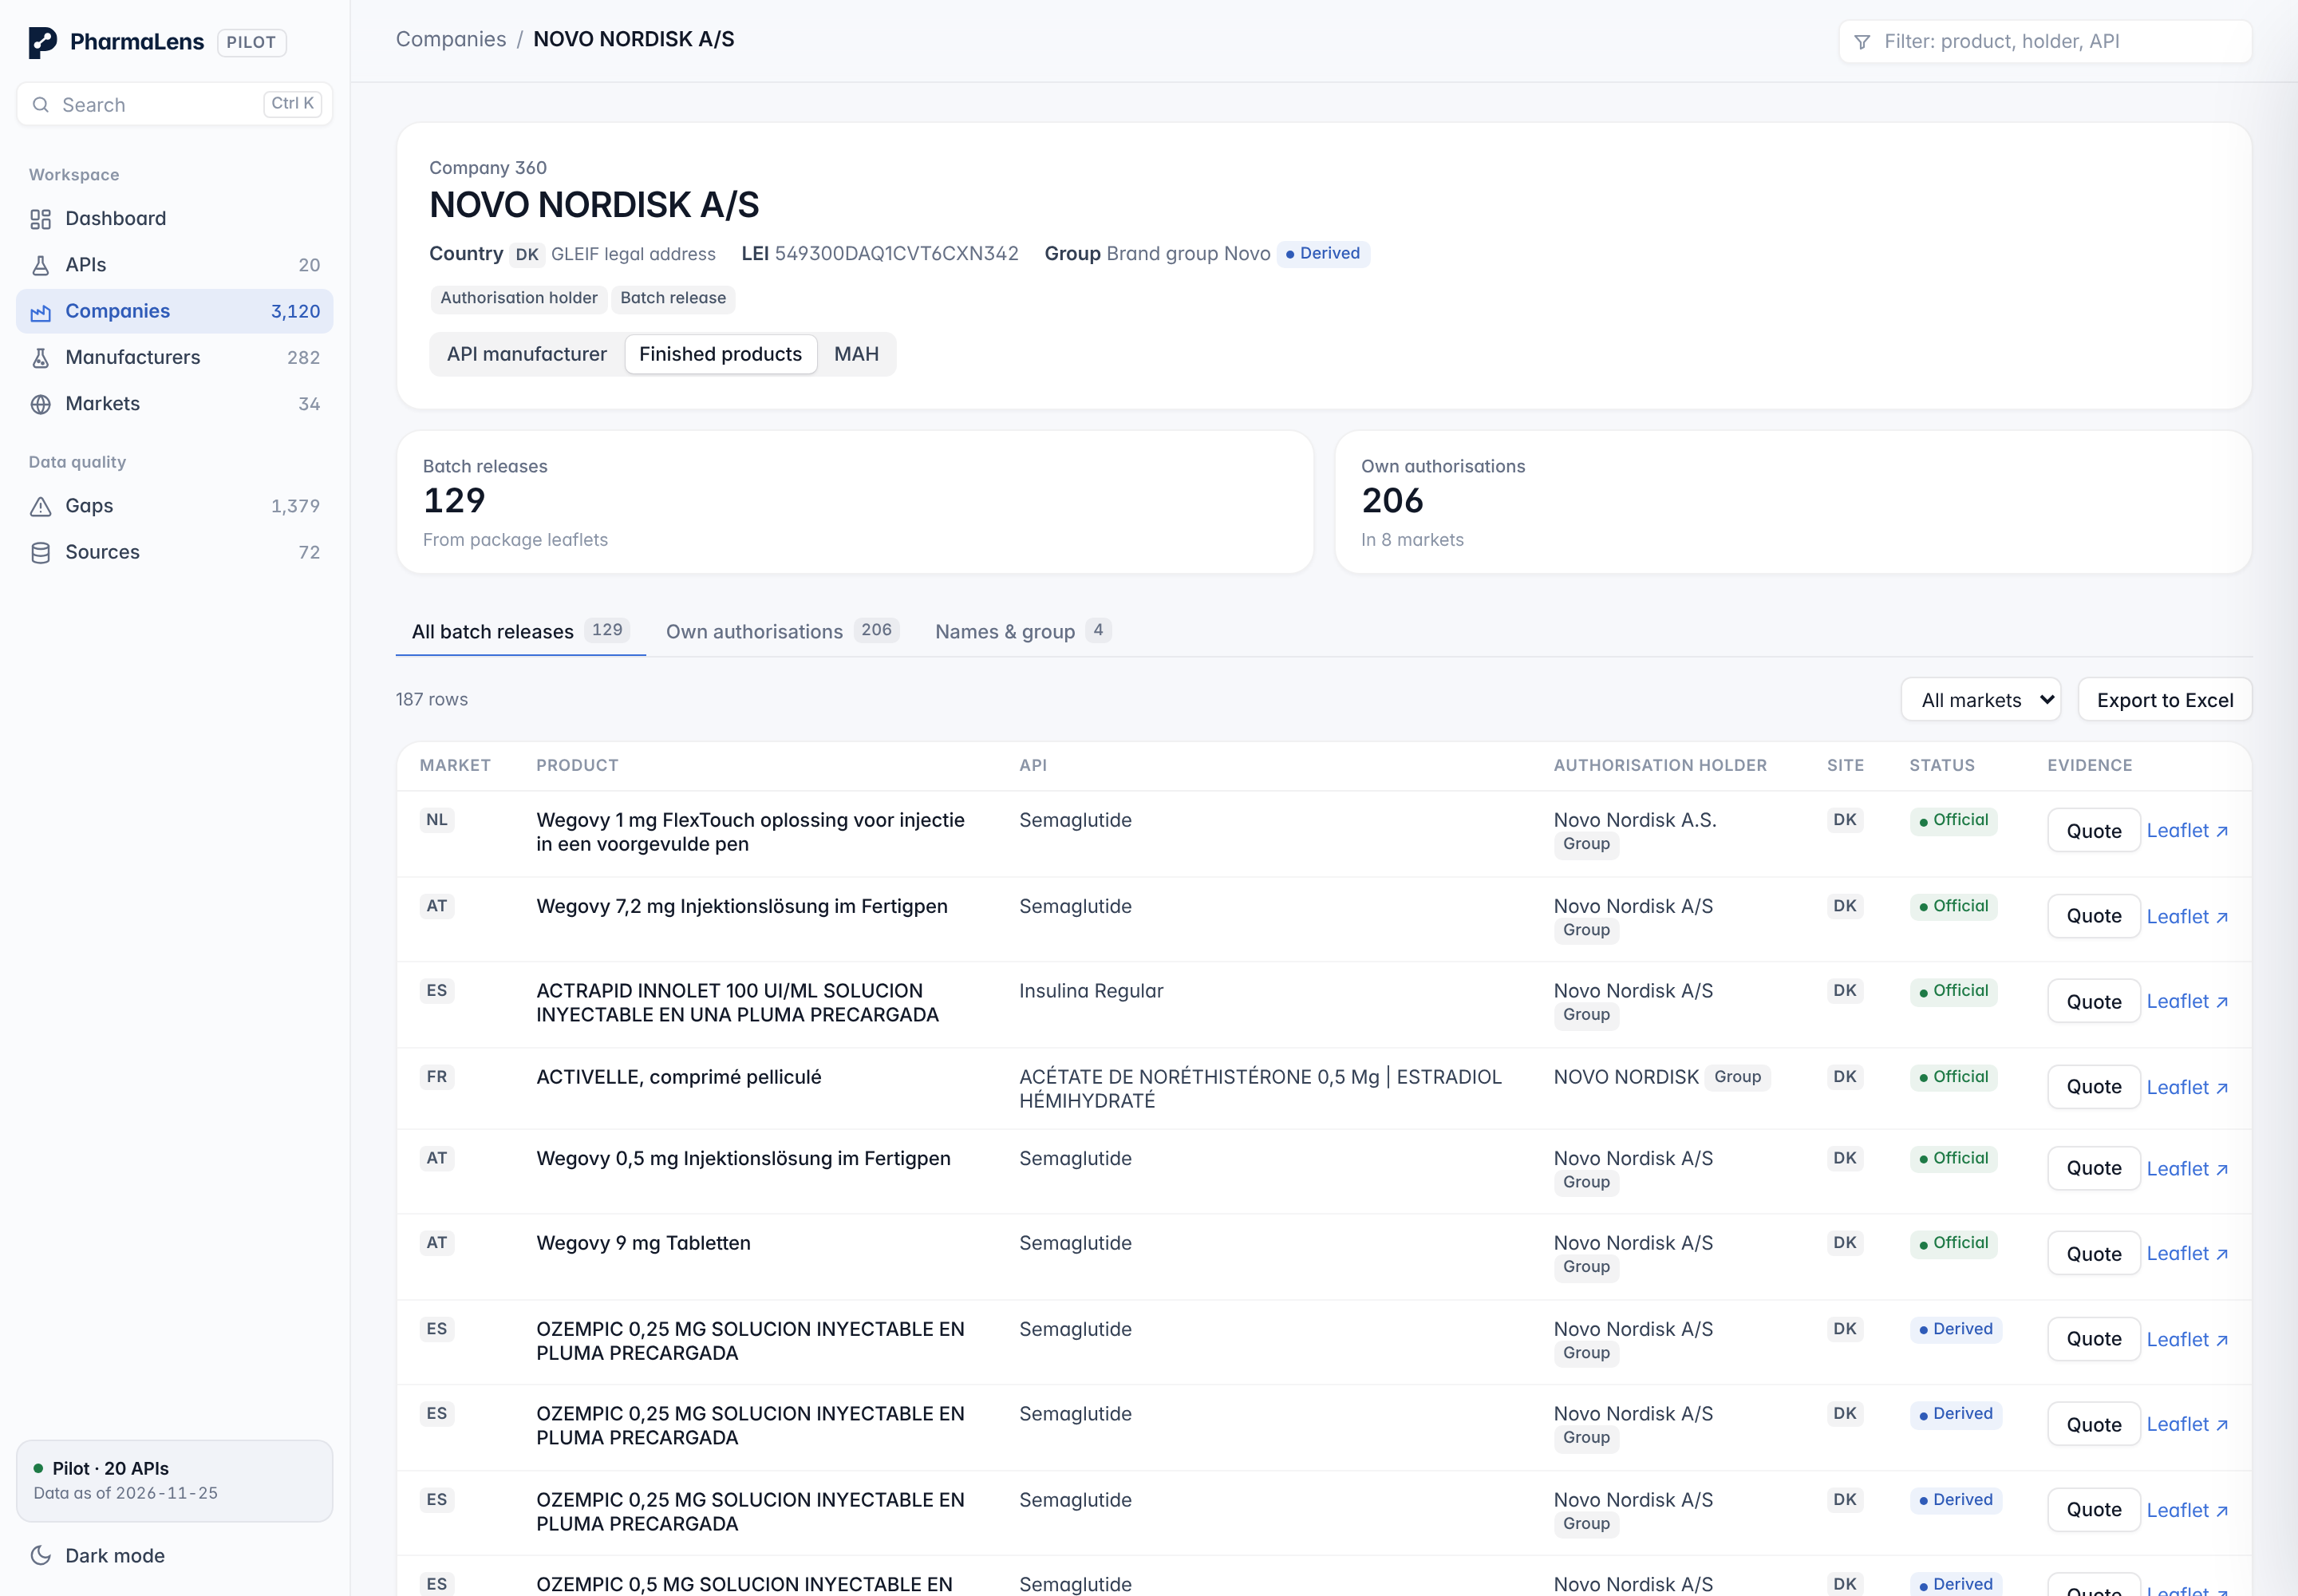 PharmaLens PILOT
Search Ctrl K
Workspace
Dashboard
APIs 20
Companies 3,120
Manufacturers 282
Markets 34
Data quality
Gaps 1,379
Sources 72
Pilot · 20 APIs
Data as of 2026-11-25
Dark mode
Companies / NOVO NORDISK A/S
Filter: product, holder, API
Company 360
NOVO NORDISK A/S
Country DK GLEIF legal address LEI 549300DAQ1CVT6CXN342 Group Brand group Novo Derived
Authorisation holder Batch release
API manufacturer Finished products MAH
Batch releases
129
From package leaflets
Own authorisations
206
In 8 markets
All batch releases 129 Own authorisations 206 Names & group 4
187 rows All markets Export to Excel
MARKET PRODUCT API AUTHORISATION HOLDER SITE STATUS EVIDENCE
NL Wegovy 1 mg FlexTouch oplossing voor injectie Semaglutide Novo Nordisk A.S. DK Official Quote Leaflet ↗
in een voorgevulde pen Group
AT Wegovy 7,2 mg Injektionslösung im Fertigpen Semaglutide Novo Nordisk A/S DK Official Quote Leaflet ↗
Group
ES ACTRAPID INNOLET 100 UI/ML SOLUCION Insulina Regular Novo Nordisk A/S DK Official Quote Leaflet ↗
INYECTABLE EN UNA PLUMA PRECARGADA Group
FR ACTIVELLE, comprimé pelliculé ACÉTATE DE NORÉTHISTÉRONE 0,5 Mg | ESTRADIOL NOVO NORDISK Group DK Official Quote Leaflet ↗
HÉMIHYDRATÉ
AT Wegovy 0,5 mg Injektionslösung im Fertigpen Semaglutide Novo Nordisk A/S DK Official Quote Leaflet ↗
Group
AT Wegovy 9 mg Tabletten Semaglutide Novo Nordisk A/S DK Official Quote Leaflet ↗
Group
ES OZEMPIC 0,25 MG SOLUCION INYECTABLE EN Semaglutide Novo Nordisk A/S DK Derived Quote Leaflet ↗
PLUMA PRECARGADA Group
ES OZEMPIC 0,25 MG SOLUCION INYECTABLE EN Semaglutide Novo Nordisk A/S DK Derived Quote Leaflet ↗
PLUMA PRECARGADA Group
ES OZEMPIC 0,25 MG SOLUCION INYECTABLE EN Semaglutide Novo Nordisk A/S DK Derived Quote Leaflet ↗
PLUMA PRECARGADA Group
ES OZEMPIC 0,5 MG SOLUCION INYECTABLE EN Semaglutide Novo Nordisk A/S DK Derived Quote Leaflet ↗